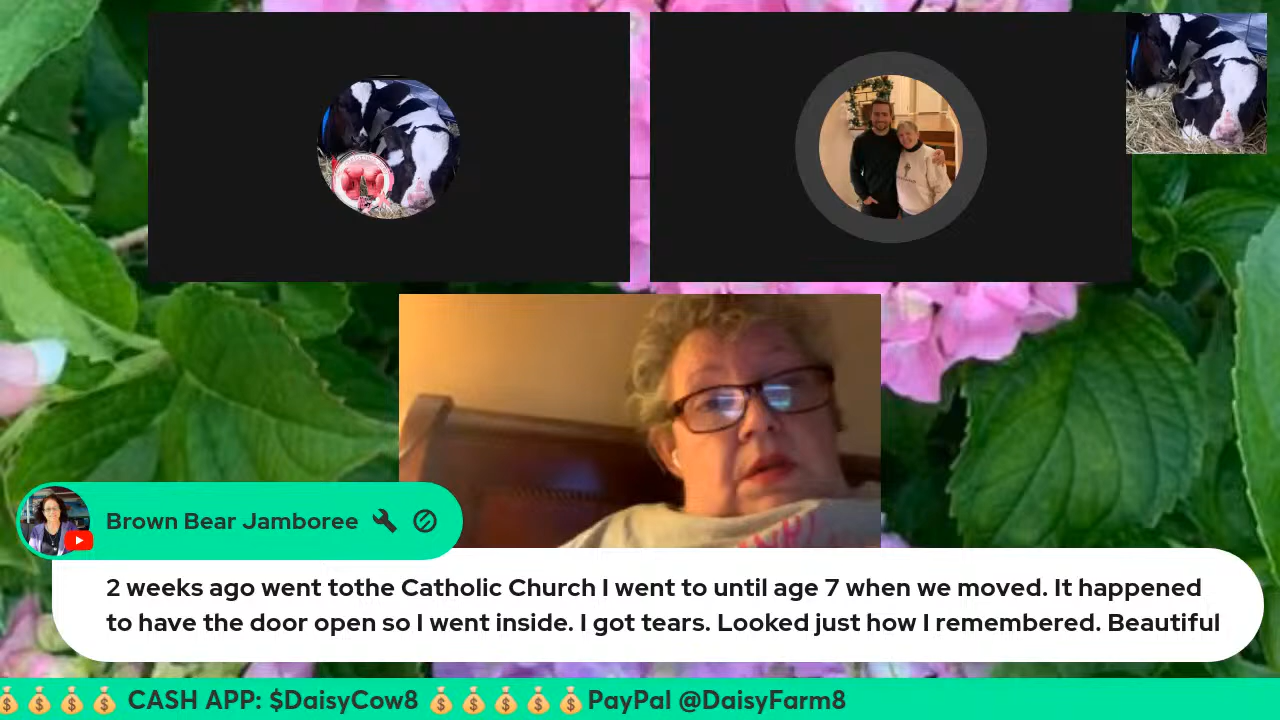 Brown Bear Jamboree
2 weeks ago went tothe Catholic Church I went to until age 7 when we moved. It happened
to have the door open so I went inside. I got tears. Looked just how I remembered. Beautiful
💰💰💰💰 CASH APP: $DaisyCow8 💰💰💰💰💰PayPal @DaisyFarm8